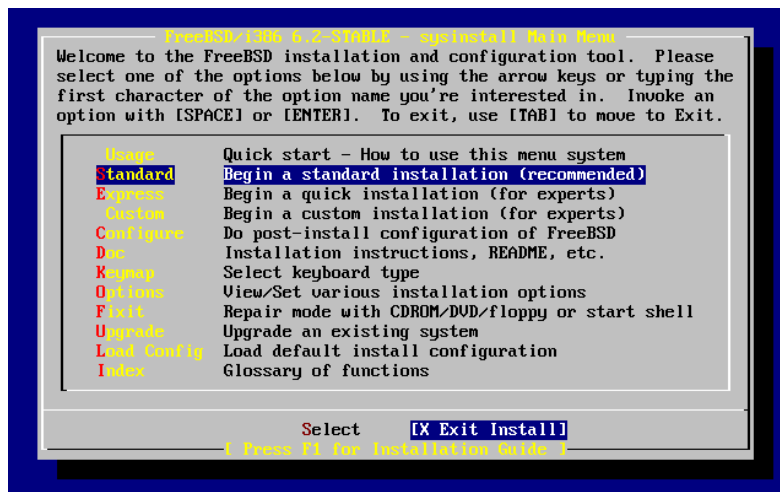 FreeBSD/i386 6.2-STABLE - sysinstall Main Menu
Welcome to the FreeBSD installation and configuration tool.  Please
select one of the options below by using the arrow keys or typing the
first character of the option name you're interested in.  Invoke an
option with [SPACE] or [ENTER].  To exit, use [TAB] to move to Exit.
Usage Quick start - How to use this menu system
Standard Begin a standard installation (recommended)
Express Begin a quick installation (for experts)
Custom Begin a custom installation (for experts)
Configure Do post-install configuration of FreeBSD
Doc Installation instructions, README, etc.
Keymap Select keyboard type
Options View/Set various installation options
Fixit Repair mode with CDROM/DVD/floppy or start shell
Upgrade Upgrade an existing system
Load Config Load default install configuration
Index Glossary of functions
Select [X Exit Install]
[ Press F1 for Installation Guide ]